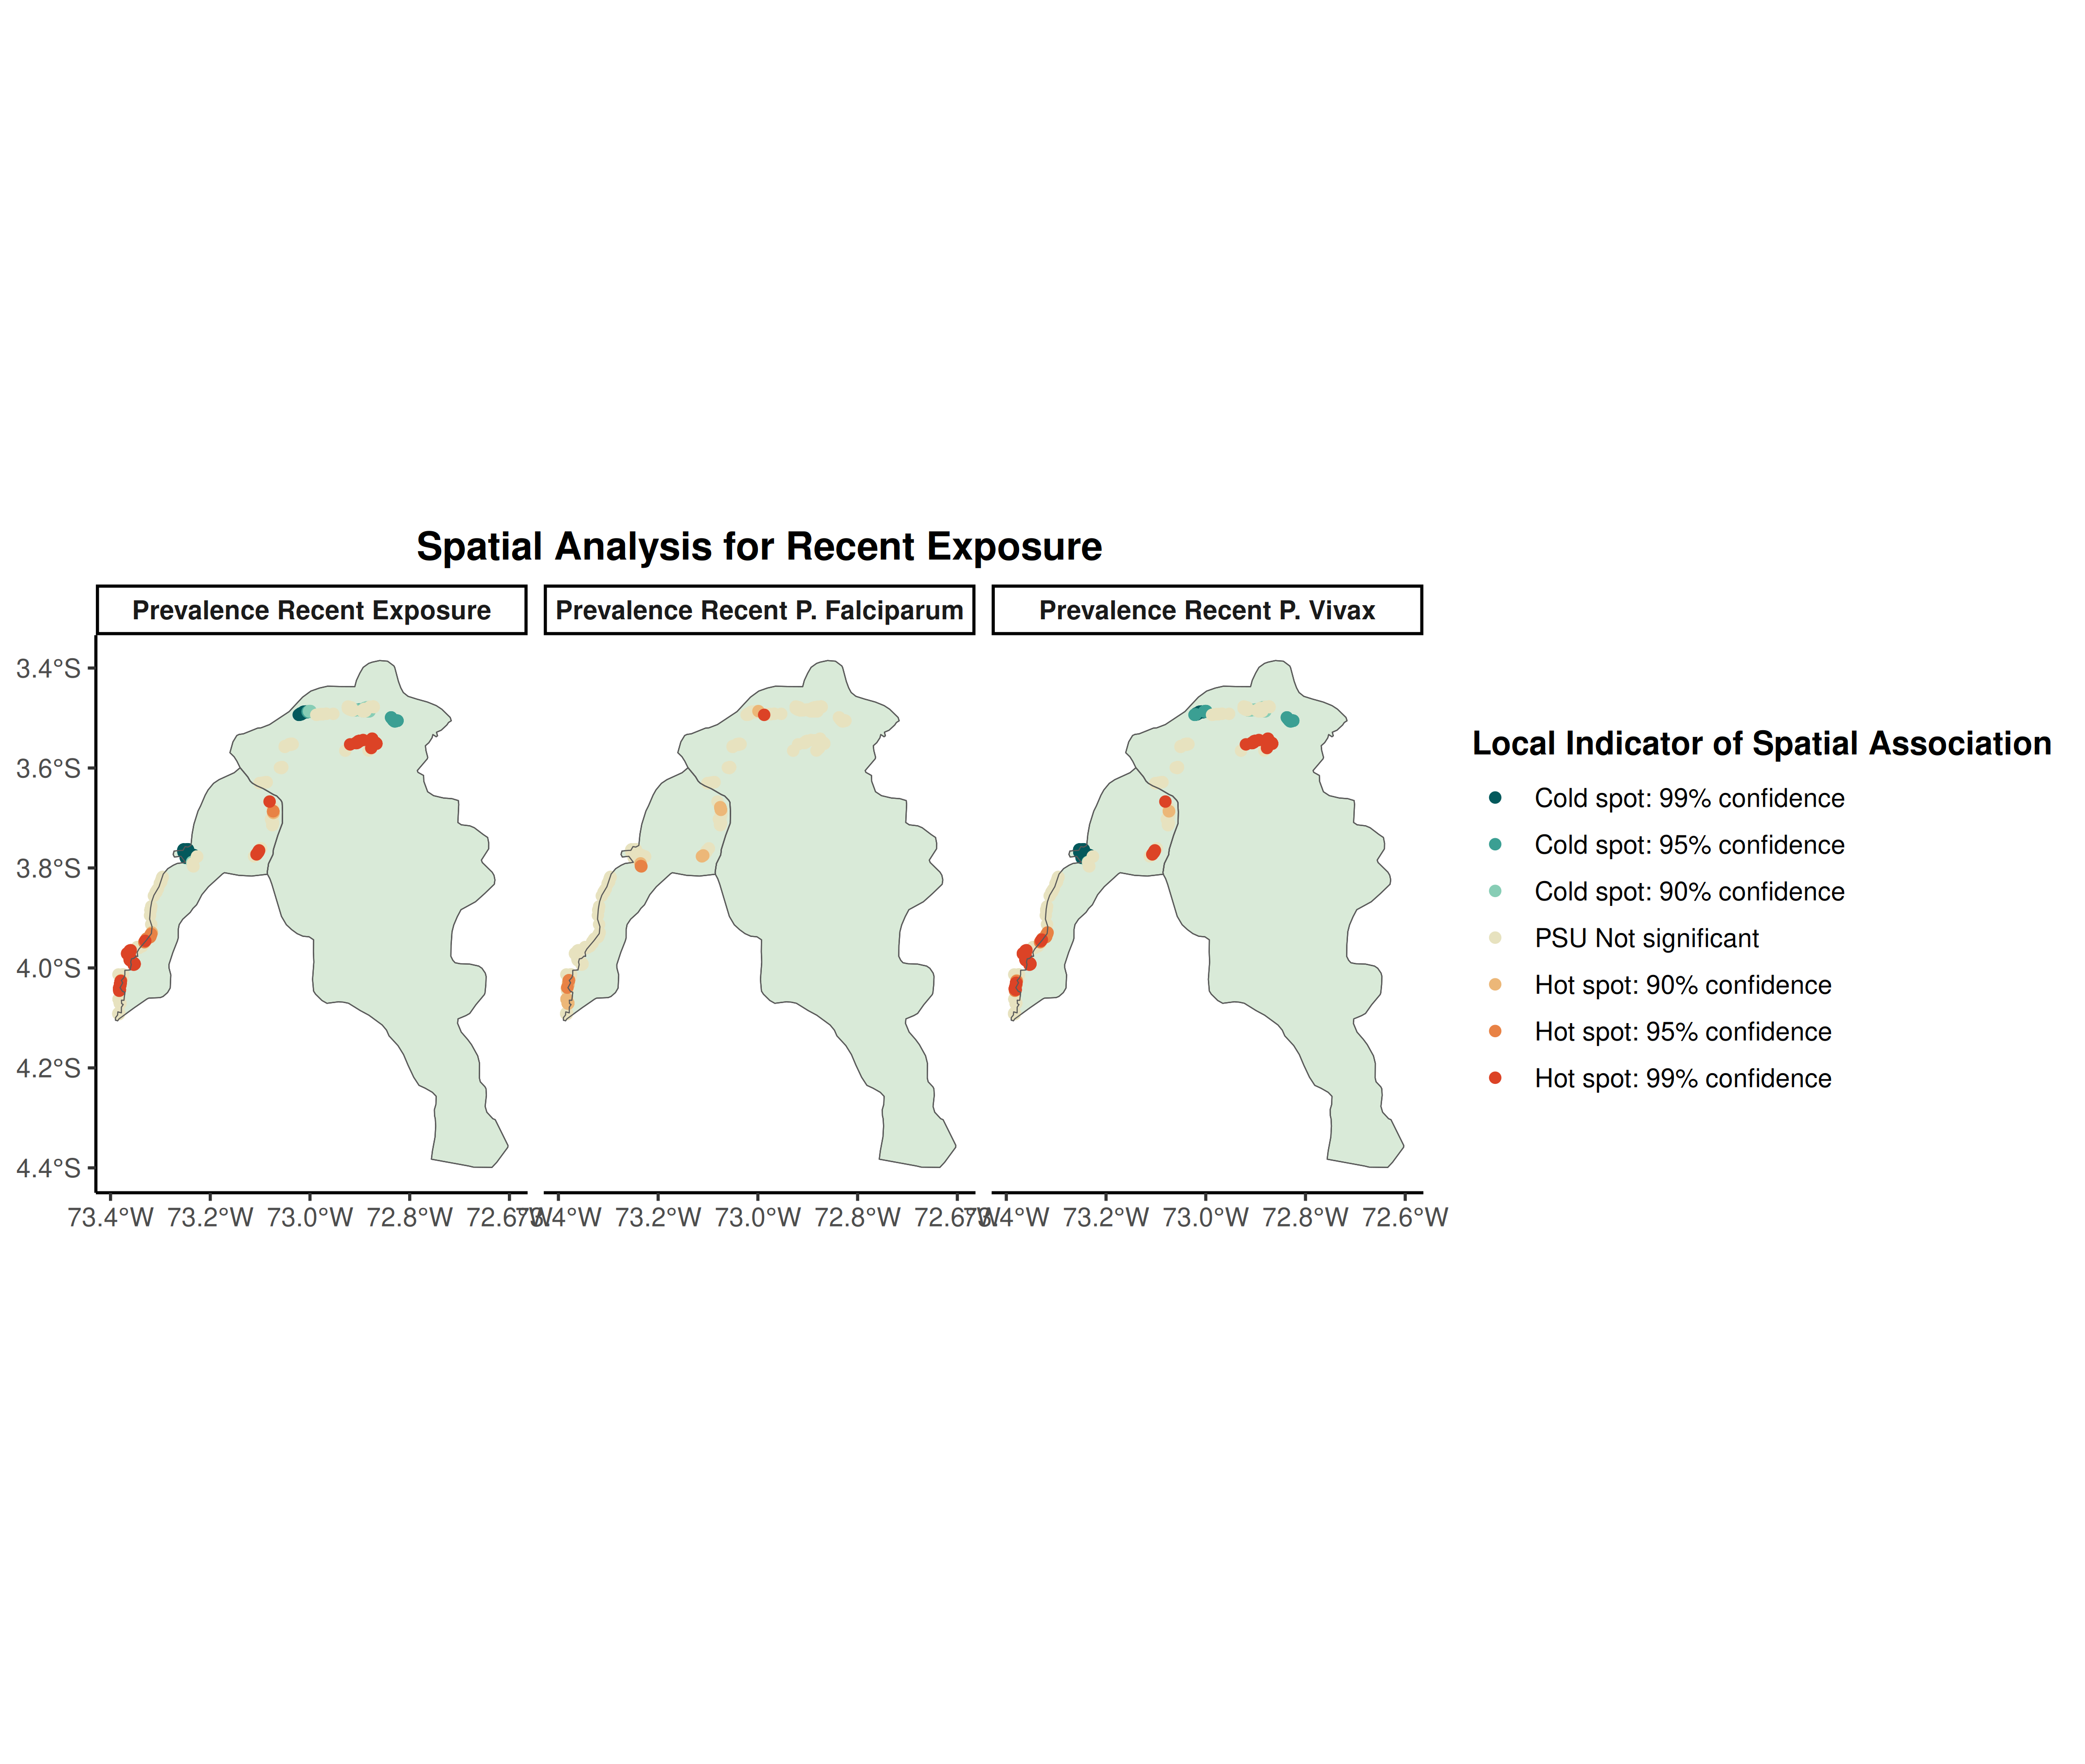 Spatial Analysis for Recent Exposure
Prevalence Recent Exposure
Prevalence Recent P. Falciparum
Prevalence Recent P. Vivax
3.4°S
3.6°S
3.8°S
4.0°S
4.2°S
4.4°S
73.4°W 73.2°W 73.0°W 72.8°W 72.6°W
73.4°W 73.2°W 73.0°W 72.8°W 72.6°W
73.4°W 73.2°W 73.0°W 72.8°W 72.6°W
Local Indicator of Spatial Association
Cold spot: 99% confidence
Cold spot: 95% confidence
Cold spot: 90% confidence
PSU Not significant
Hot spot: 90% confidence
Hot spot: 95% confidence
Hot spot: 99% confidence